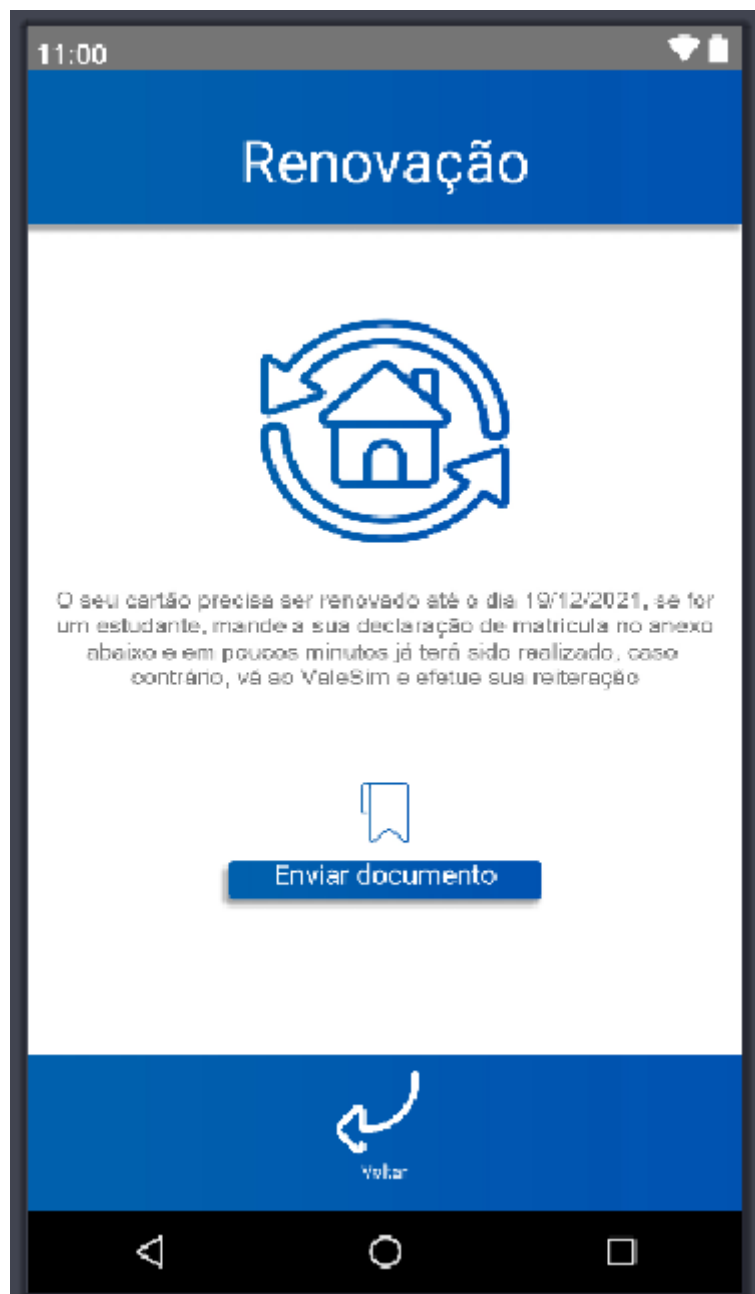 11:00
Renovação
O seu cartão precisa ser renovado até o dia 19/12/2021, se for
um estudante, mande a sua declaração de matricula no anexo
abaixo e em poucos minutos já terá sido realizado, caso
contrário, vá ao ValeSim e efetue sua reiteração
Enviar documento
Voltar